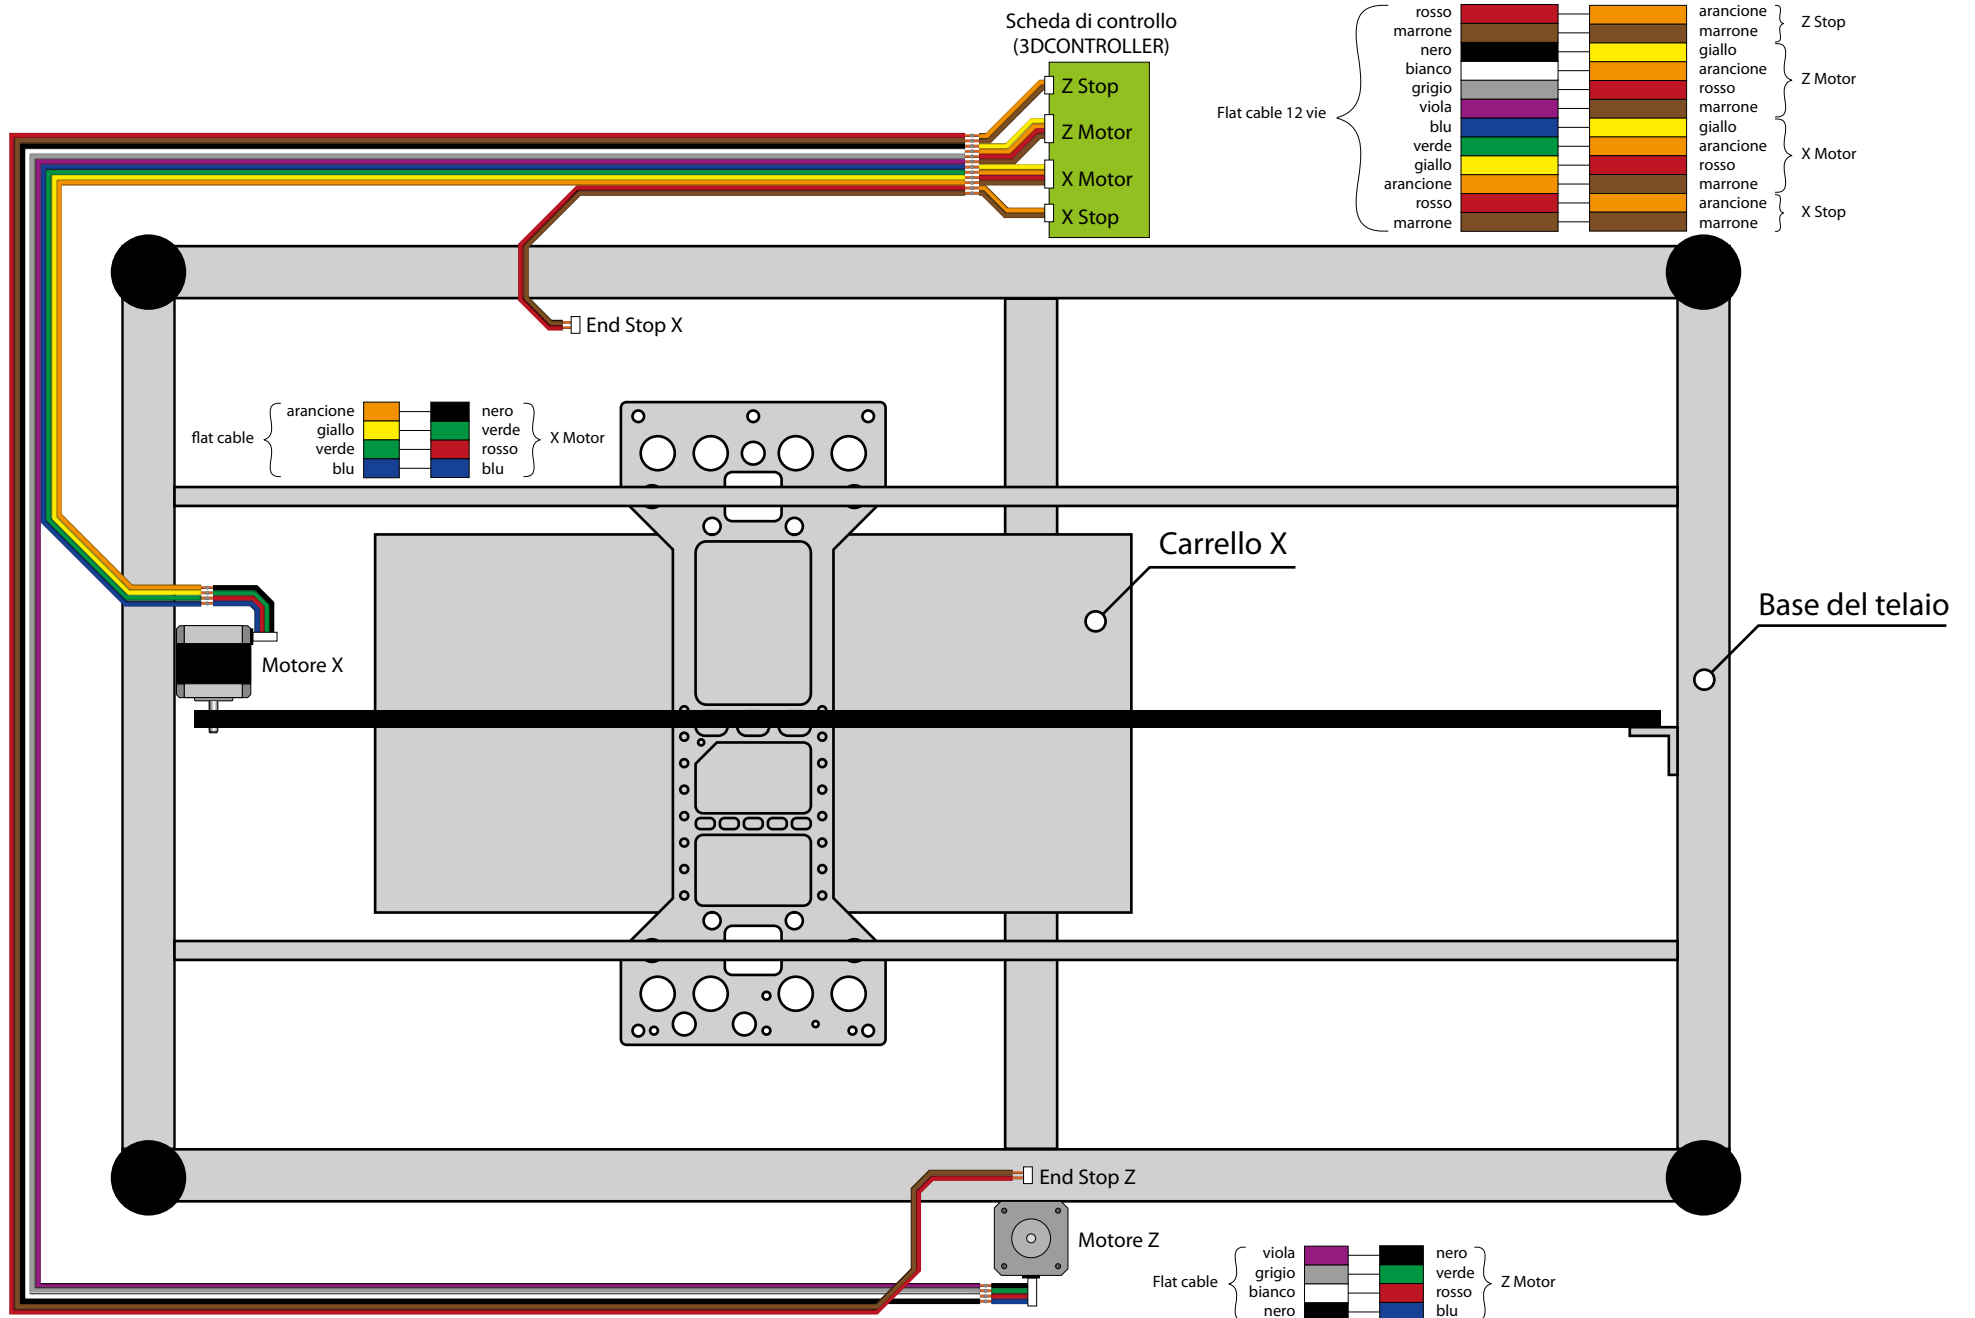 Scheda di controllo
(3DCONTROLLER)
Z Stop
Z Motor
X Motor
X Stop
Flat cable 12 vie
rosso arancione
marrone marrone
Z Stop
nero giallo
bianco arancione
grigio rosso
viola marrone
Z Motor
blu giallo
verde arancione
giallo rosso
arancione marrone
X Motor
rosso arancione
marrone marrone
X Stop
End Stop X
flat cable
arancione nero
giallo verde
verde rosso
blu blu
X Motor
Carrello X
Base del telaio
Motore X
End Stop Z
Motore Z
Flat cable
viola nero
grigio verde
bianco rosso
nero blu
Z Motor